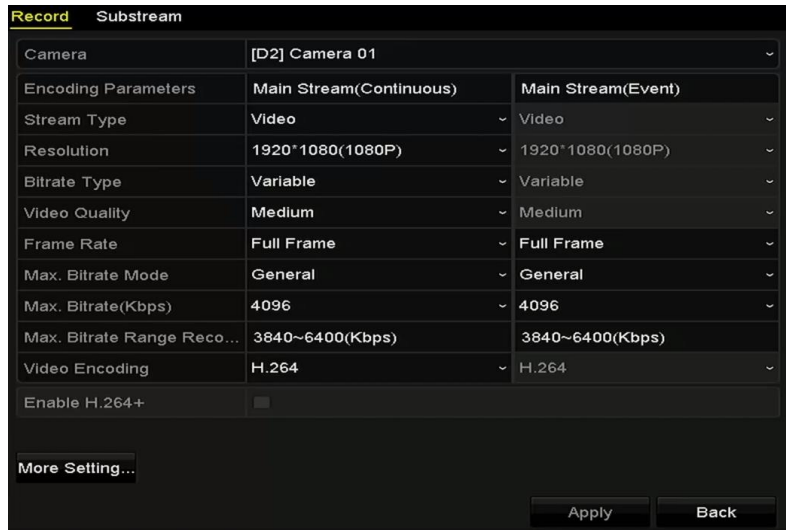 Record Substream
Camera [D2] Camera 01
Encoding Parameters Main Stream(Continuous) Main Stream(Event)
Stream Type Video Video
Resolution 1920*1080(1080P) 1920*1080(1080P)
Bitrate Type Variable Variable
Video Quality Medium Medium
Frame Rate Full Frame Full Frame
Max. Bitrate Mode General General
Max. Bitrate(Kbps) 4096 4096
Max. Bitrate Range Reco... 3840~6400(Kbps) 3840~6400(Kbps)
Video Encoding H.264 H.264
Enable H.264+
More Setting...
Apply Back